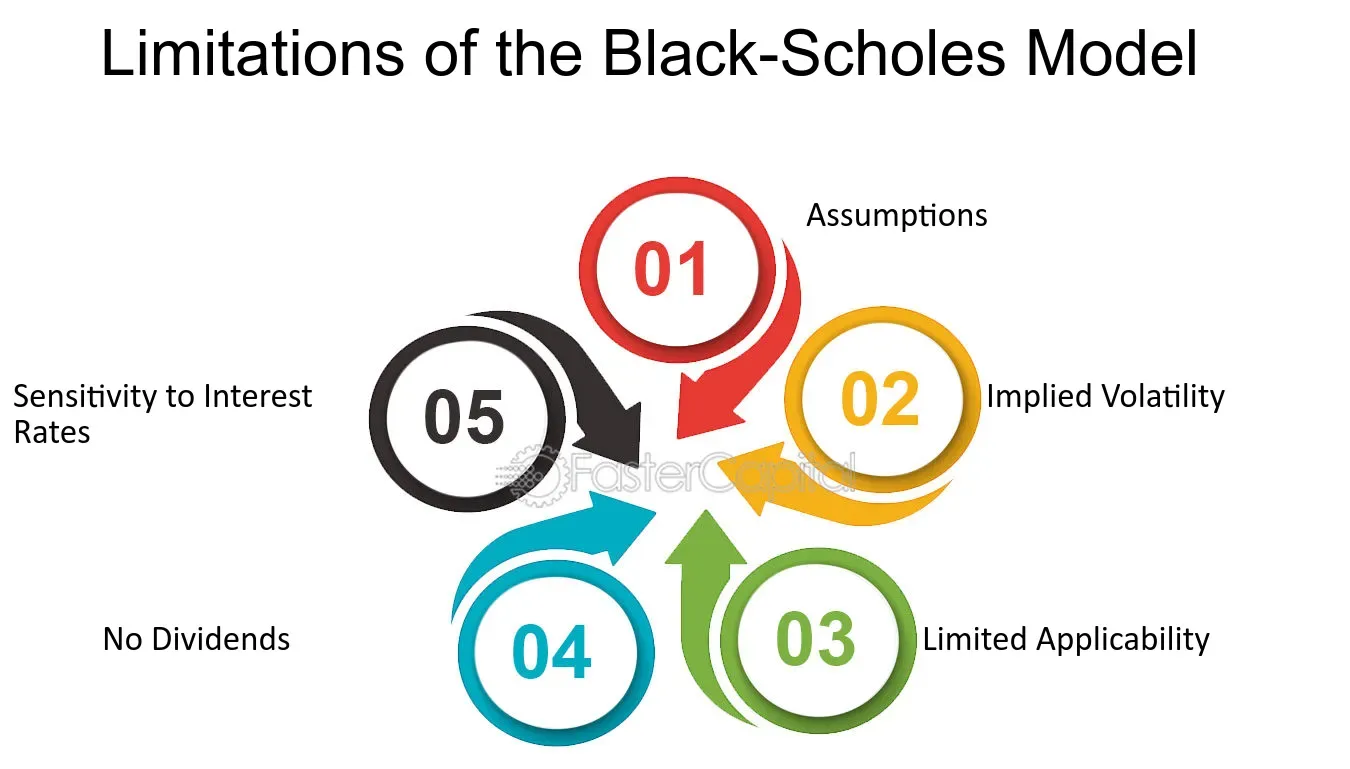 Limitations of the Black-Scholes Model
01
Assumptions
02
Implied Volatility
03
Limited Applicability
04
No Dividends
05
Sensitivity to Interest
Rates
FasterCapital